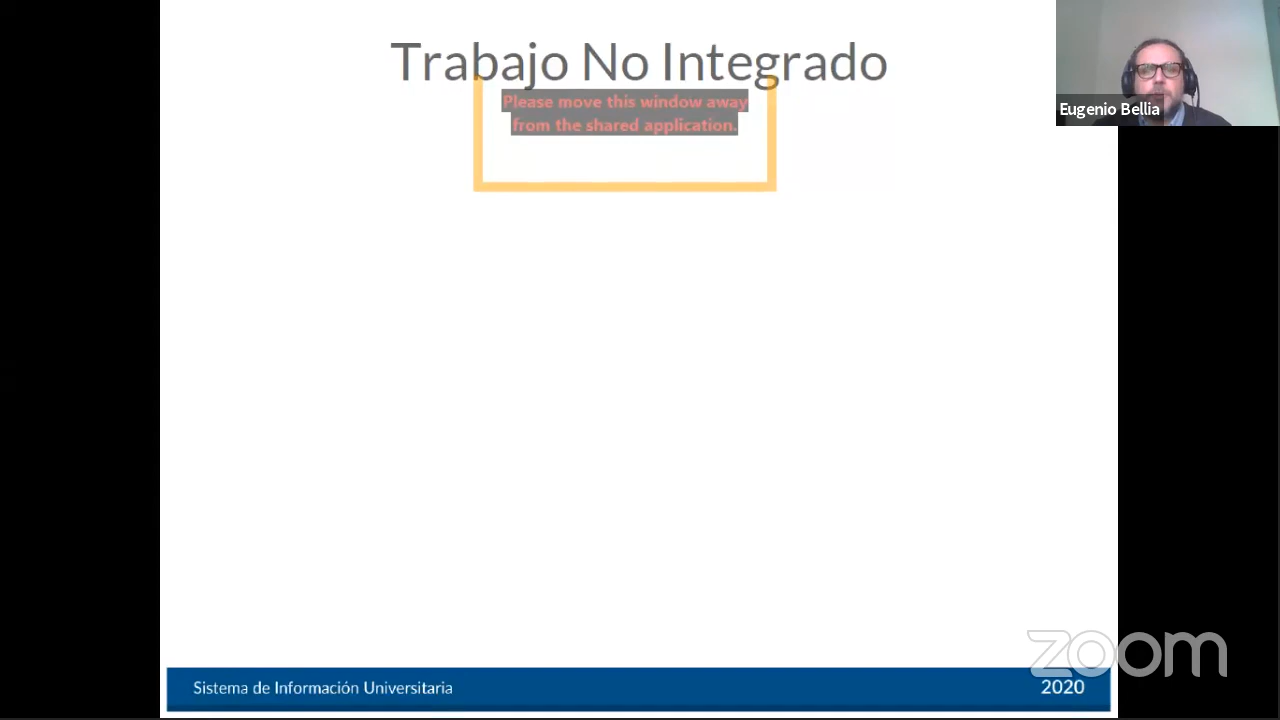 Trabajo No Integrado
Please move this window away
from the shared application.
Eugenio Bellia
zoom
Sistema de Información Universitaria
2020